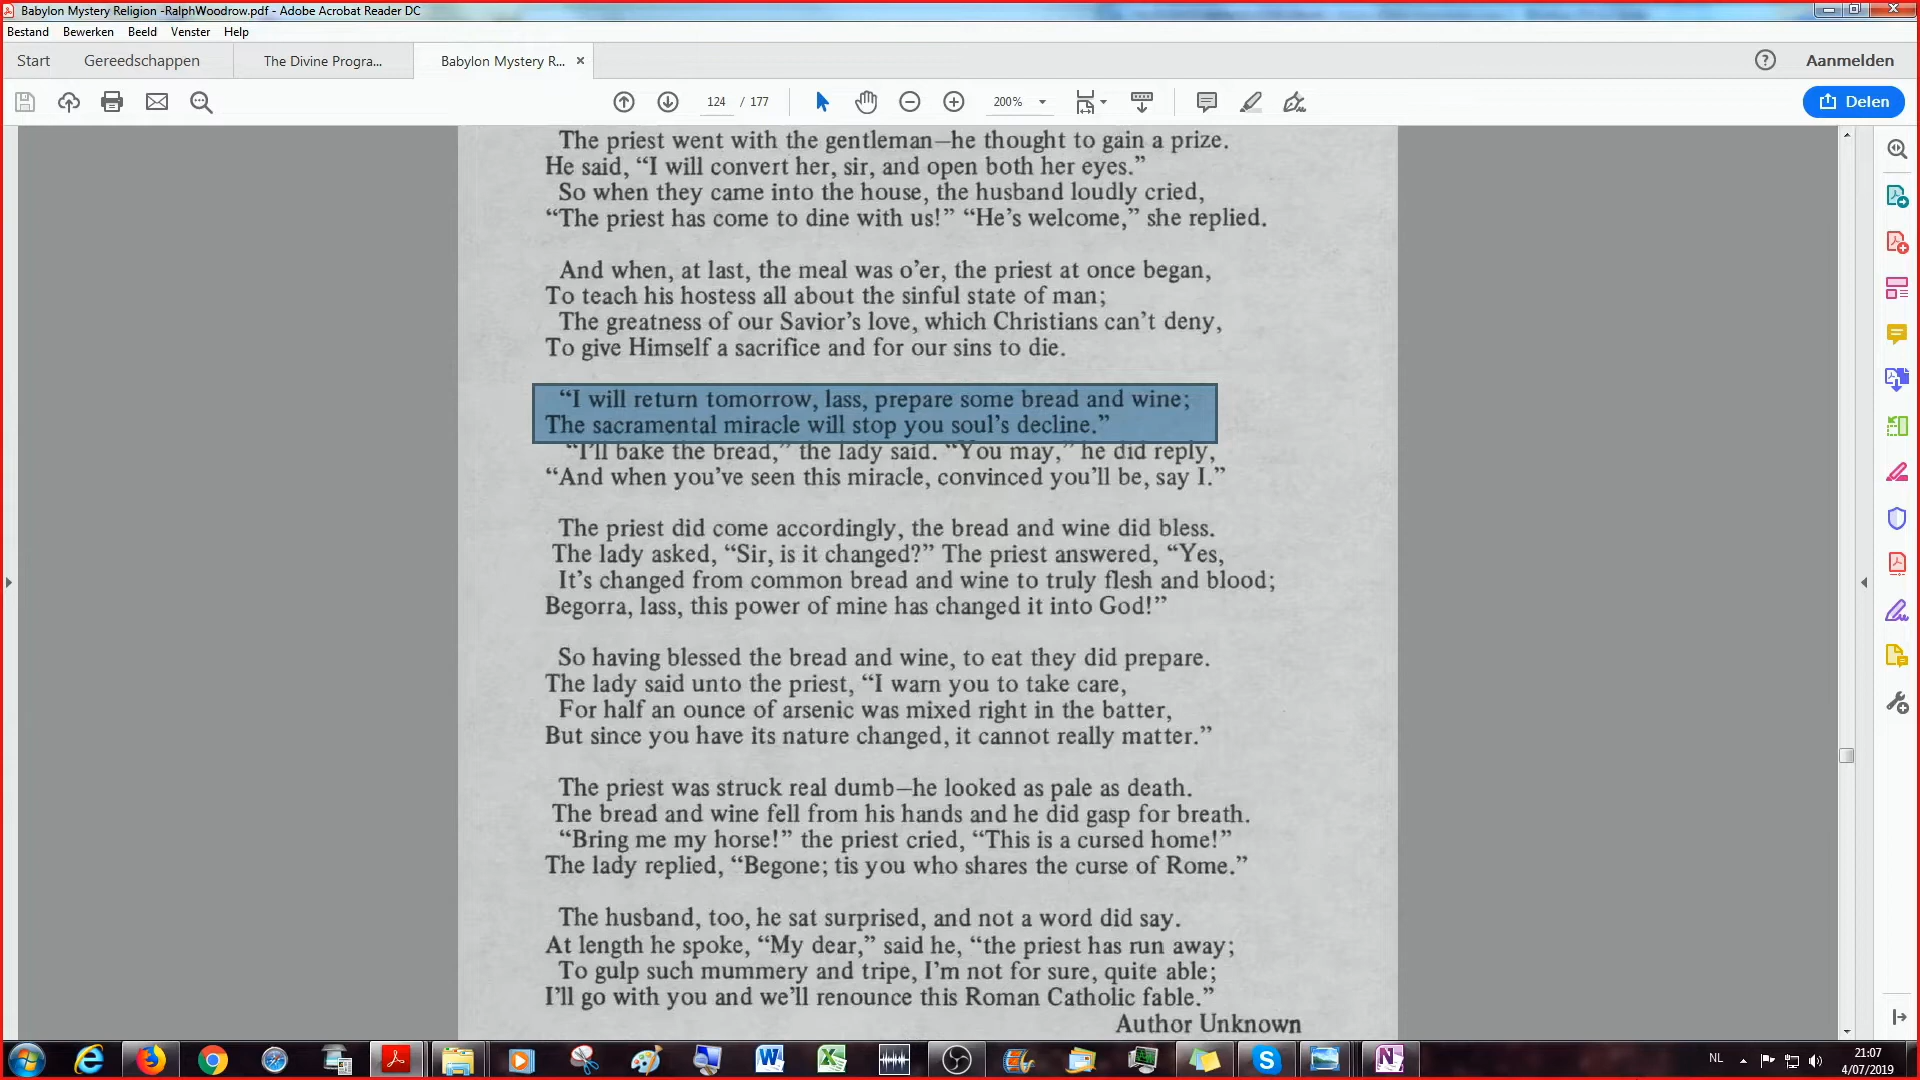 Babylon Mystery Religion -RalphWoodrow.pdf - Adobe Acrobat Reader DC
Bestand Bewerken Beeld Venster Help
Start Gereedschappen The Divine Progra... Babylon Mystery R... Aanmelden
124 / 177 200% Delen
The priest went with the gentleman—he thought to gain a prize.
He said, “I will convert her, sir, and open both her eyes.”
So when they came into the house, the husband loudly cried,
“The priest has come to dine with us!” “He’s welcome,” she replied.
And when, at last, the meal was o’er, the priest at once began,
To teach his hostess all about the sinful state of man;
The greatness of our Savior’s love, which Christians can’t deny,
To give Himself a sacrifice and for our sins to die.
“I will return tomorrow, lass, prepare some bread and wine;
The sacramental miracle will stop you soul’s decline.”
“I’ll bake the bread,” the lady said. “You may,” he did reply,
“And when you’ve seen this miracle, convinced you’ll be, say I.”
The priest did come accordingly, the bread and wine did bless.
The lady asked, “Sir, is it changed?” The priest answered, “Yes,
It’s changed from common bread and wine to truly flesh and blood;
Begorra, lass, this power of mine has changed it into God!”
So having blessed the bread and wine, to eat they did prepare.
The lady said unto the priest, “I warn you to take care,
For half an ounce of arsenic was mixed right in the batter,
But since you have its nature changed, it cannot really matter.”
The priest was struck real dumb—he looked as pale as death.
The bread and wine fell from his hands and he did gasp for breath.
“Bring me my horse!” the priest cried, “This is a cursed home!”
The lady replied, “Begone; tis you who shares the curse of Rome.”
The husband, too, he sat surprised, and not a word did say.
At length he spoke, “My dear,” said he, “the priest has run away;
To gulp such mummery and tripe, I’m not for sure, quite able;
I’ll go with you and we’ll renounce this Roman Catholic fable.”
Author Unknown
NL 21:07
4/07/2019